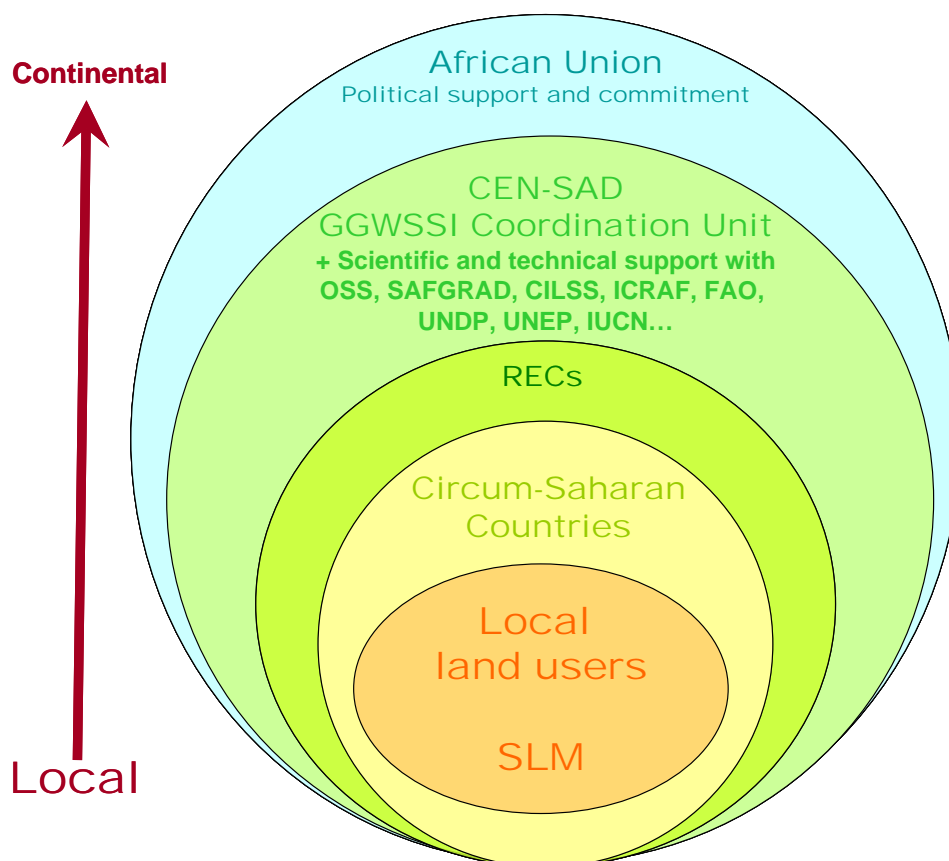 African Union
Continental
Political support and commitment
CEN-SAD
GGWSSI Coordination Unit
+ Scientific and technical support with
OSS, SAFGRAD, CILSS, ICRAF, FAO,
UNDP, UNEP, IUCN…
RECs
Circum-Saharan
Countries
Local
land users
SLM
Local